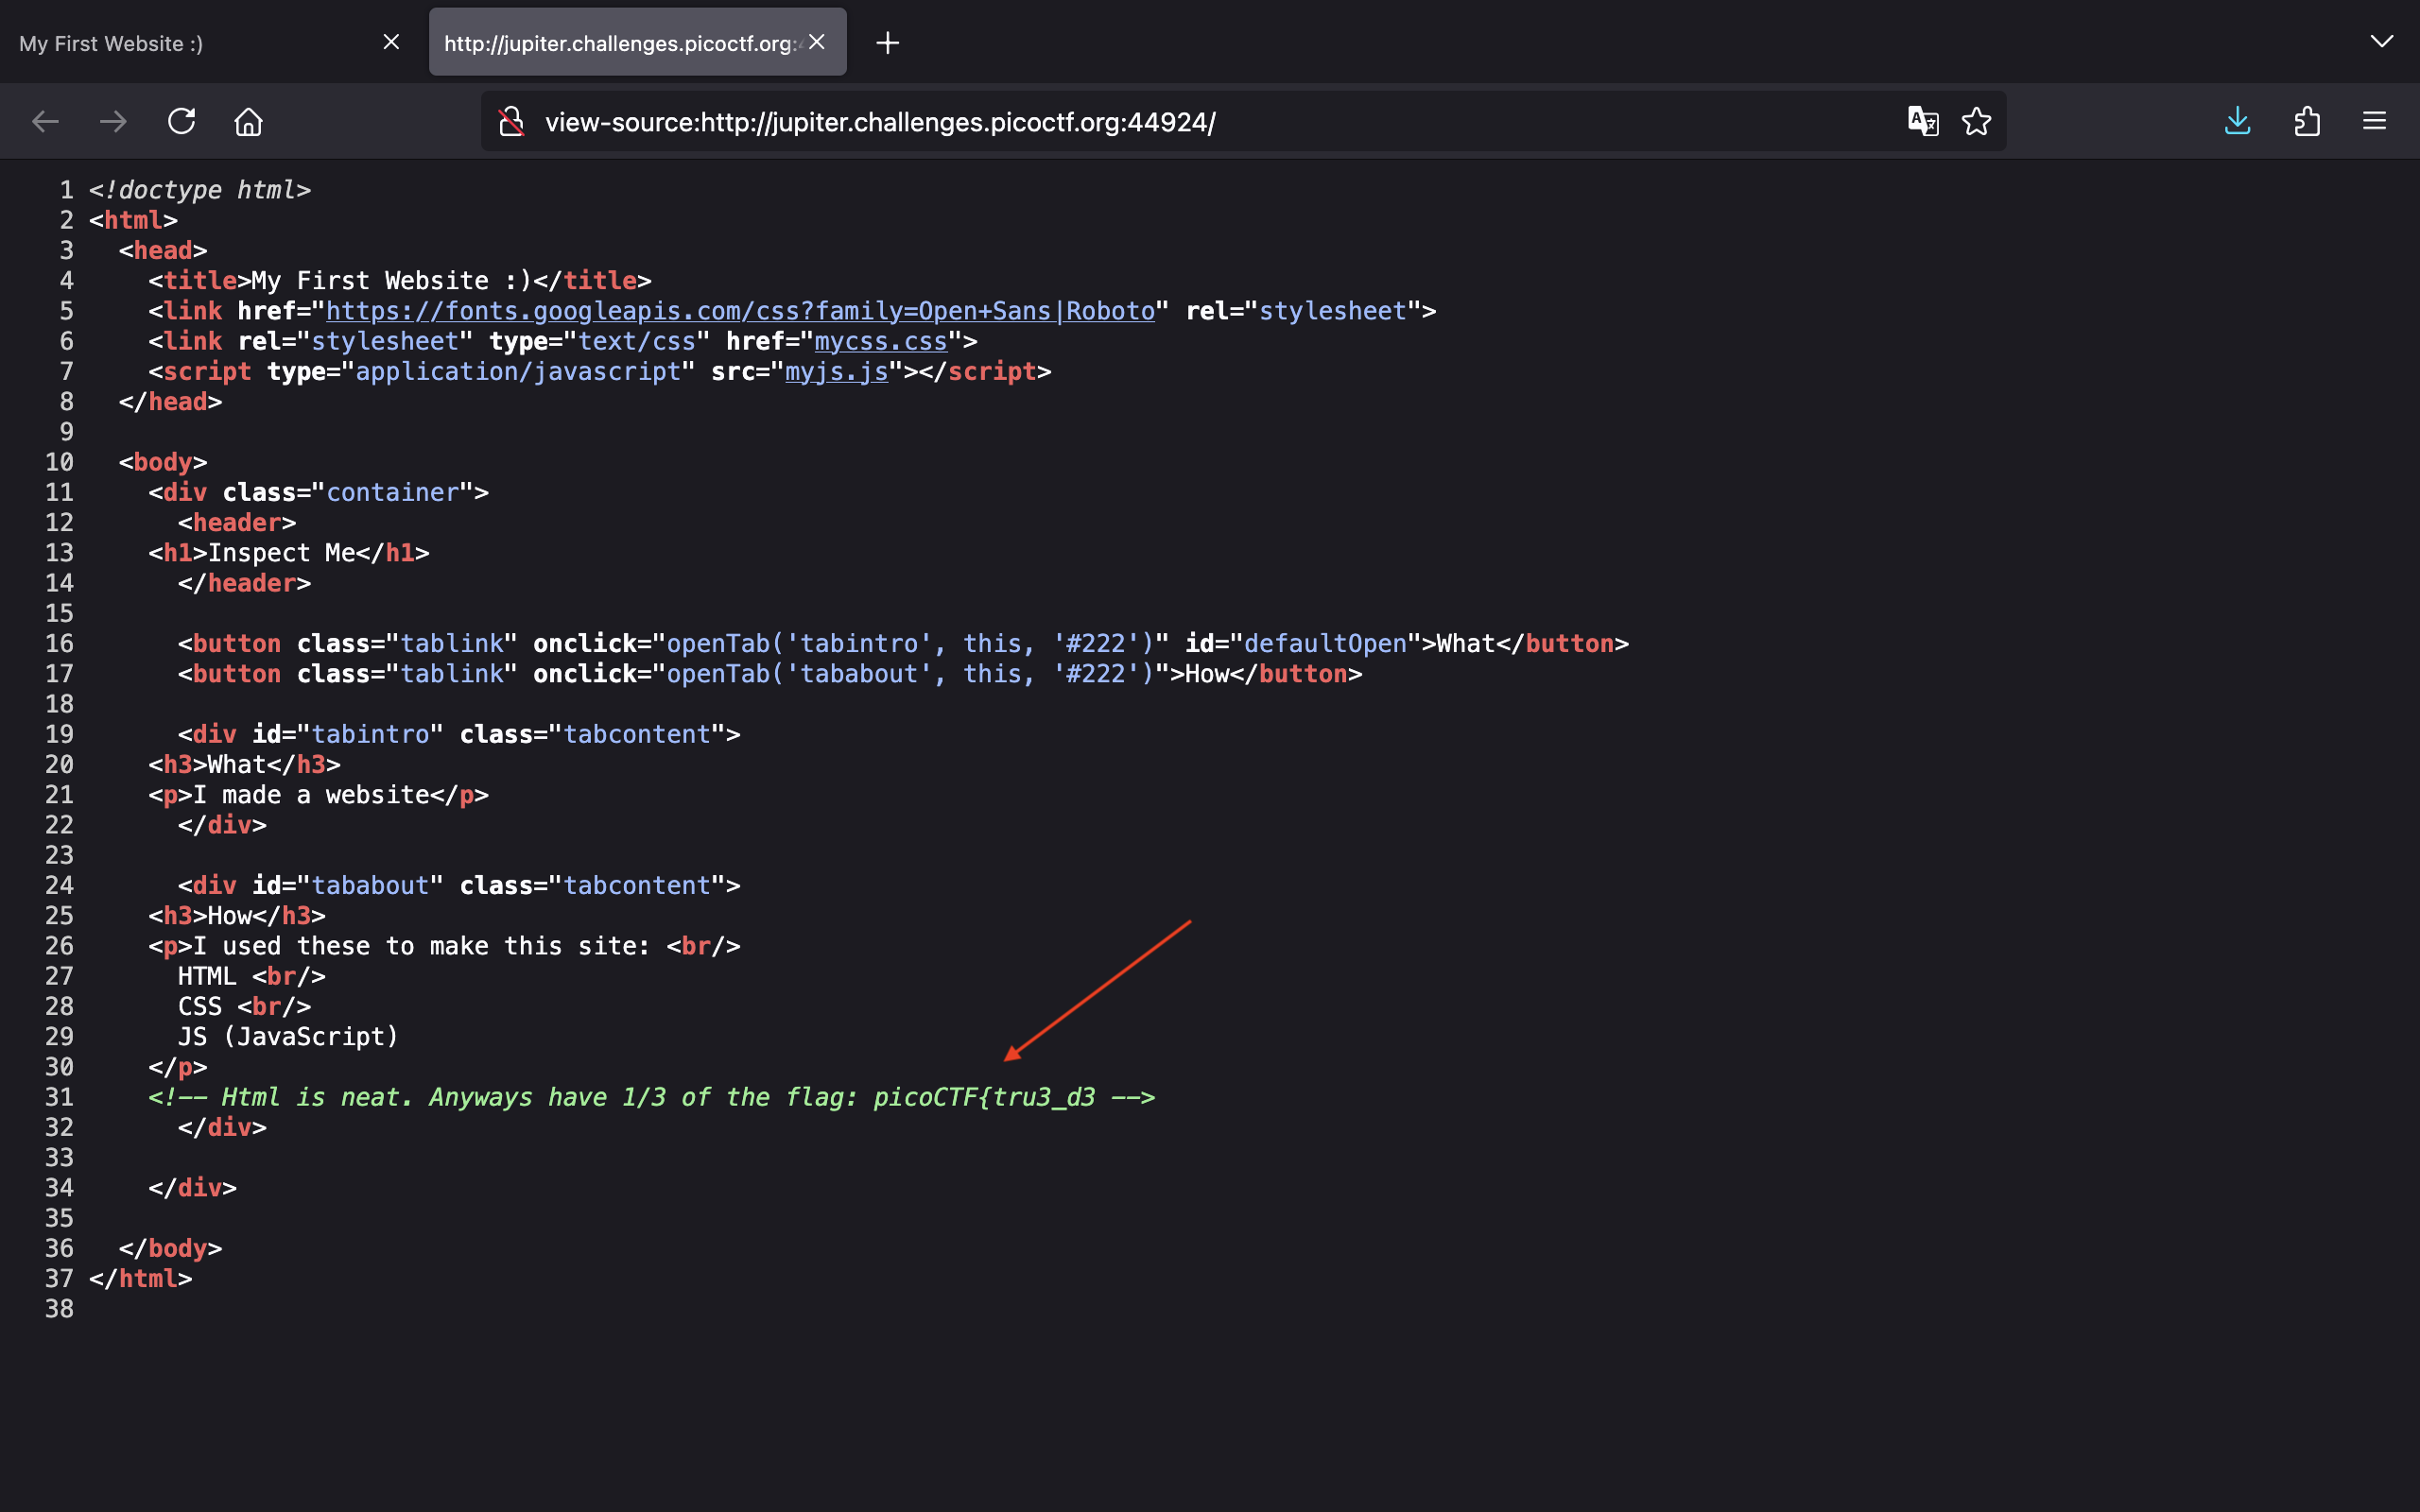 My First Website :)
http://jupiter.challenges.picoctf.org:
view-source:http://jupiter.challenges.picoctf.org:44924/
1 <!doctype html>
2 <html>
3   <head>
4     <title>My First Website :)</title>
5     <link href="https://fonts.googleapis.com/css?family=Open+Sans|Roboto" rel="stylesheet">
6     <link rel="stylesheet" type="text/css" href="mycss.css">
7     <script type="application/javascript" src="myjs.js"></script>
8   </head>
9
10   <body>
11     <div class="container">
12       <header>
13     <h1>Inspect Me</h1>
14       </header>
15
16       <button class="tablink" onclick="openTab('tabintro', this, '#222')" id="defaultOpen">What</button>
17       <button class="tablink" onclick="openTab('tababout', this, '#222')">How</button>
18
19       <div id="tabintro" class="tabcontent">
20     <h3>What</h3>
21     <p>I made a website</p>
22       </div>
23
24       <div id="tababout" class="tabcontent">
25     <h3>How</h3>
26     <p>I used these to make this site: <br/>
27       HTML <br/>
28       CSS <br/>
29       JS (JavaScript)
30     </p>
31     <!-- Html is neat. Anyways have 1/3 of the flag: picoCTF{tru3_d3 -->
32       </div>
33
34     </div>
35
36   </body>
37 </html>
38